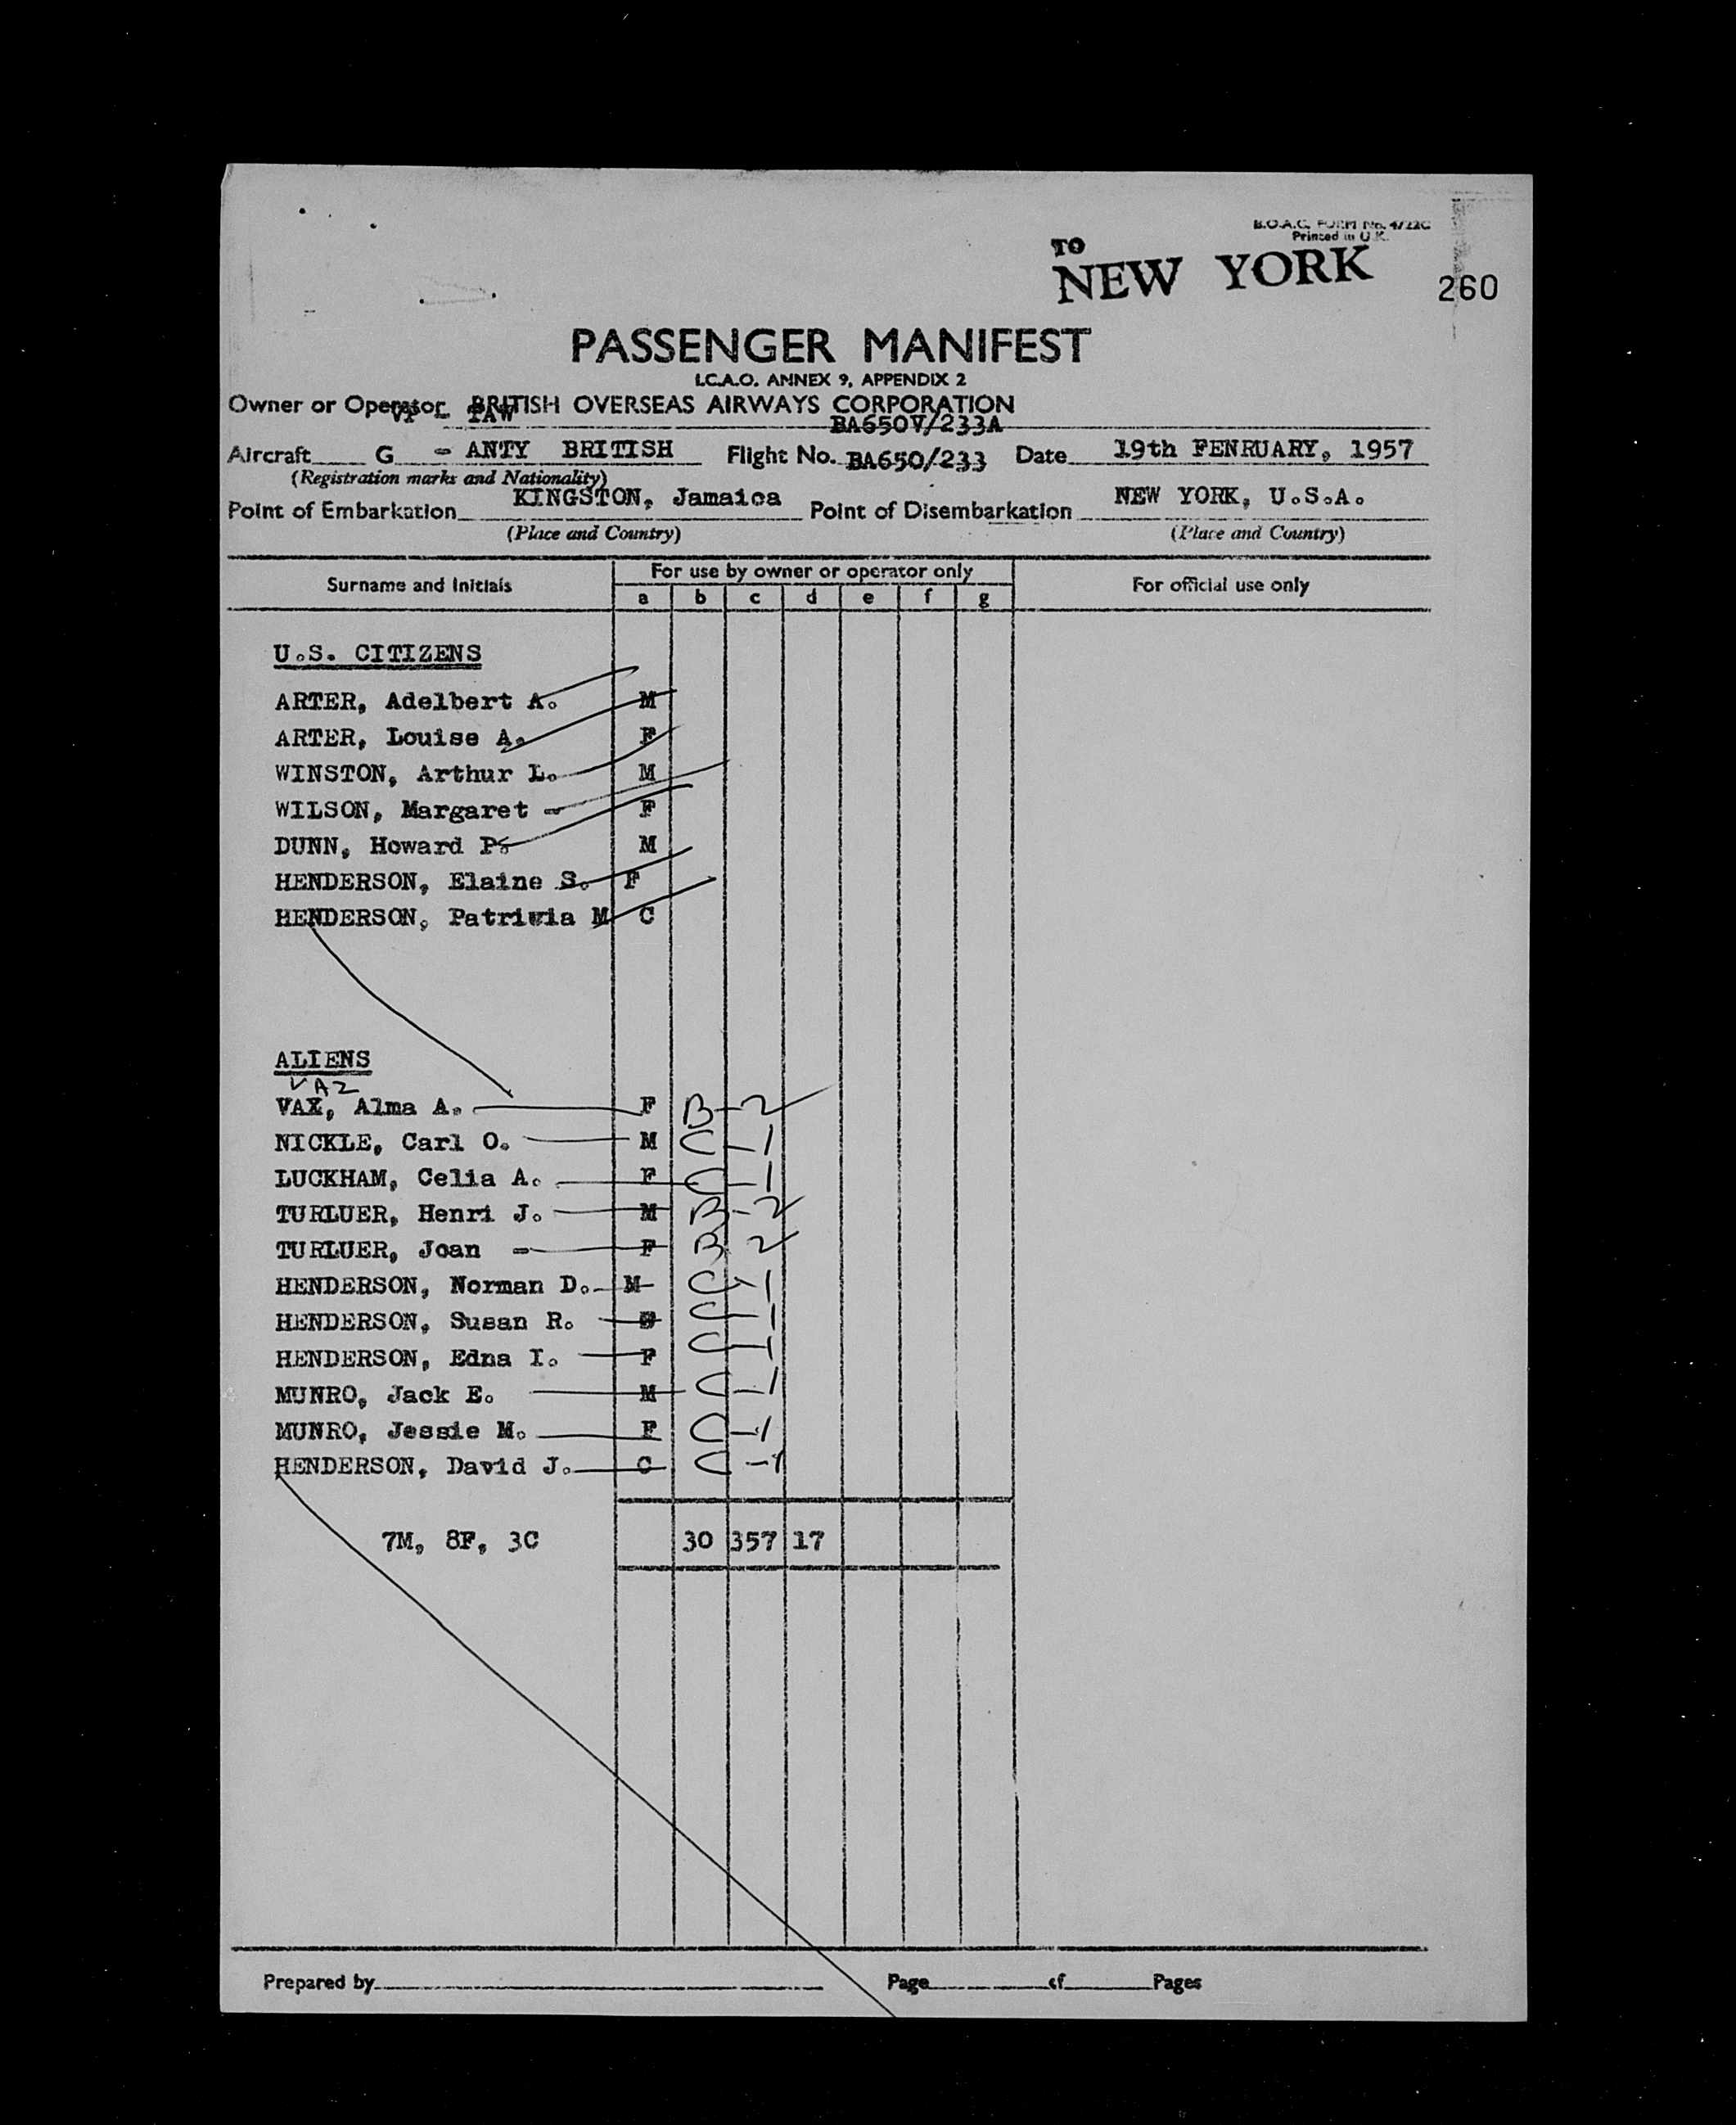 B.O.A.C. FORM No. 4/22C
Printed in U.K.
TO
NEW YORK
260
PASSENGER MANIFEST
I.C.A.O. ANNEX 9, APPENDIX 2
Owner or Operator BRITISH OVERSEAS AIRWAYS CORPORATION
VP - TAW BA650V/233A
Aircraft G - ANTY BRITISH Flight No. BA650/233 Date 19th FENRUARY, 1957
(Registration marks and Nationality)
Point of Embarkation KINGSTON, Jamaica Point of Disembarkation NEW YORK, U.S.A.
(Place and Country) (Place and Country)
Surname and Initials For use by owner or operator only For official use only
a b c d e f g
U.S. CITIZENS
ARTER, Adelbert A. M
ARTER, Louise A. F
WINSTON, Arthur L. M
WILSON, Margaret - F
DUNN, Howard P. M
HENDERSON, Elaine S. F
HENDERSON, Patriwia M C
ALIENS
VAZ
VAX, Alma A. F B-2
NICKLE, Carl O. M C-1
LUCKHAM, Celia A. F C-1
TURLUER, Henri J. M B-2
TURLUER, Joan - F B 2
HENDERSON, Norman D. M C-1
HENDERSON, Susan R. C-1
HENDERSON, Edna I. F C-1
MUNRO, Jack E. M C-1
MUNRO, Jessie M. F C-1
HENDERSON, David J. C C-1
7M, 8F, 3C 30 357 17
Prepared by Page of Pages